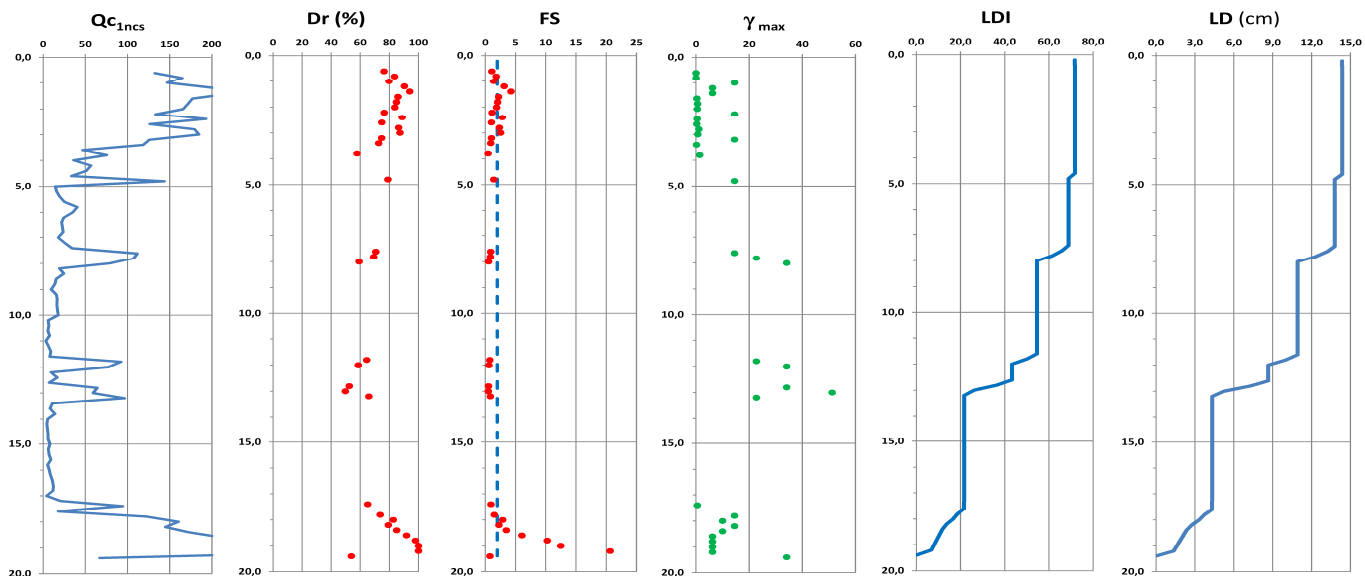 Qc1ncs
Dr (%)
FS
γ max
LDI
LD (cm)
0 50 100 150 200
0 20 40 60 80 100
0 5 10 15 20 25
0 20 40 60
0,0 20,0 40,0 60,0 80,0
0,0 3,0 6,0 9,0 12,0 15,0
0,0 0,0 0,0 0,0 0,0 0,0
5,0 5,0 5,0 5,0 5,0 5,0
10,0 10,0 10,0 10,0 10,0 10,0
15,0 15,0 15,0 15,0 15,0 15,0
20,0 20,0 20,0 20,0 20,0 20,0